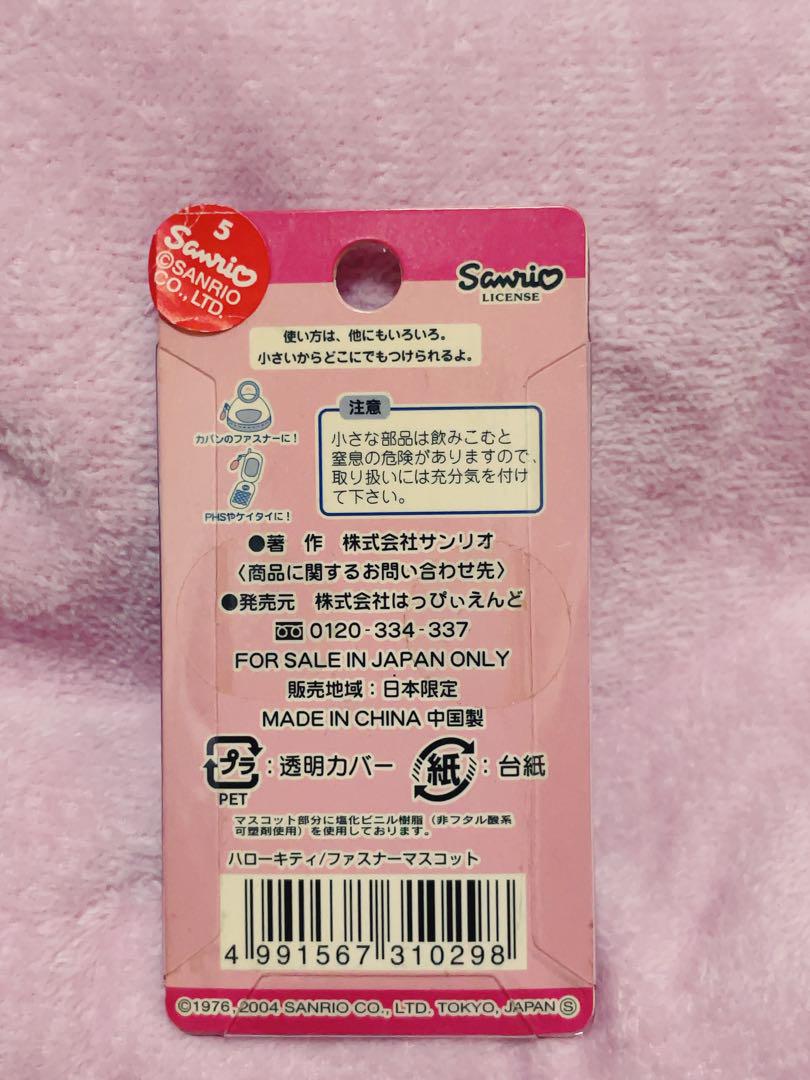 5
Sanrio
©SANRIO
CO., LTD.
Sanrio
LICENSE
使い方は、他にもいろいろ。
小さいからどこにでもつけられるよ。
カバンのファスナーに！
PHSやケイタイに！
注意
小さな部品は飲みこむと
窒息の危険がありますので、
取り扱いには充分気を付け
て下さい。
●著 作 株式会社サンリオ
〈商品に関するお問い合わせ先〉
●発売元 株式会社はっぴぃえんど
0120-334-337
FOR SALE IN JAPAN ONLY
販売地域：日本限定
MADE IN CHINA 中国製
プラ：透明カバー 紙：台紙
PET
マスコット部分に塩化ビニル樹脂（非フタル酸系
可塑剤使用）を使用しております。
ハローキティ/ファスナーマスコット
4 991567 310298
©1976, 2004 SANRIO CO., LTD. TOKYO, JAPAN Ⓢ